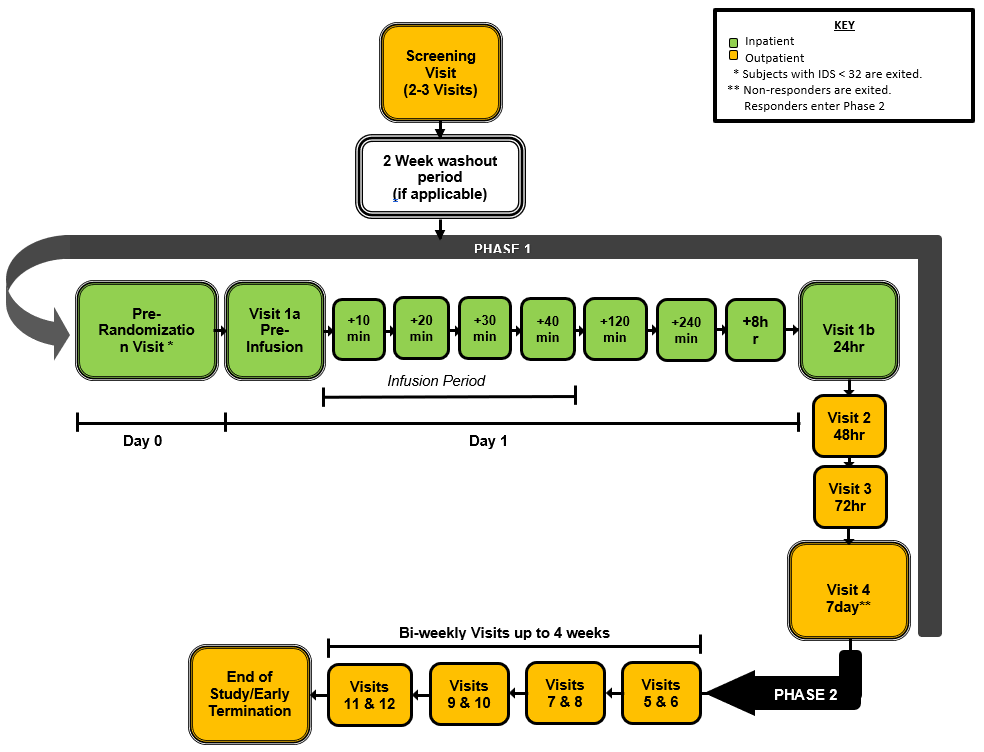 KEY
Inpatient
Outpatient
* Subjects with IDS < 32 are exited.
** Non-responders are exited.
Responders enter Phase 2
Screening
Visit
(2-3 Visits)
2 Week washout
period
(if applicable)
PHASE 1
Pre-
Randomizatio
n Visit *
Visit 1a
Pre-
Infusion
+10
min
+20
min
+30
min
+40
min
+120
min
+240
min
+8h
r
Visit 1b
24hr
Infusion Period
Day 0
Day 1
Visit 2
48hr
Visit 3
72hr
Visit 4
7day**
PHASE 2
Bi-weekly Visits up to 4 weeks
Visits
5 & 6
Visits
7 & 8
Visits
9 & 10
Visits
11 & 12
End of
Study/Early
Termination